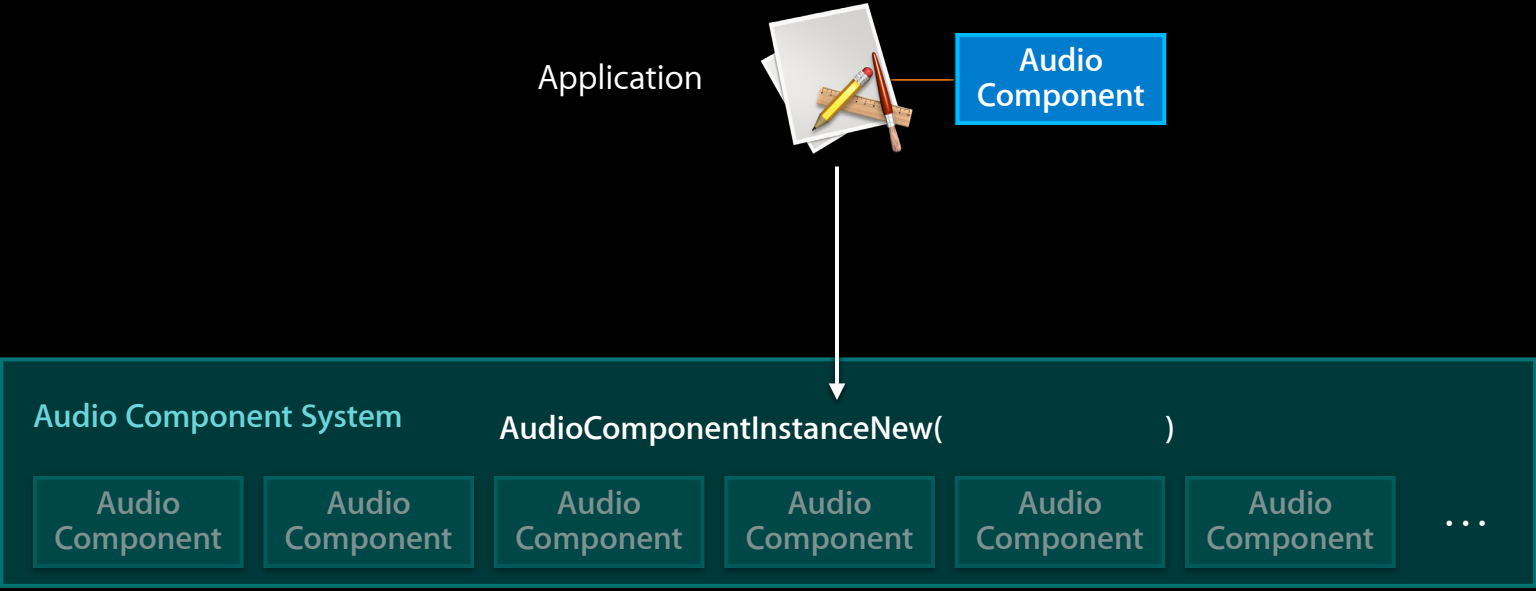 Application
Audio
Component
Audio Component System
AudioComponentInstanceNew( )
Audio
Component
Audio
Component
Audio
Component
Audio
Component
Audio
Component
Audio
Component
...